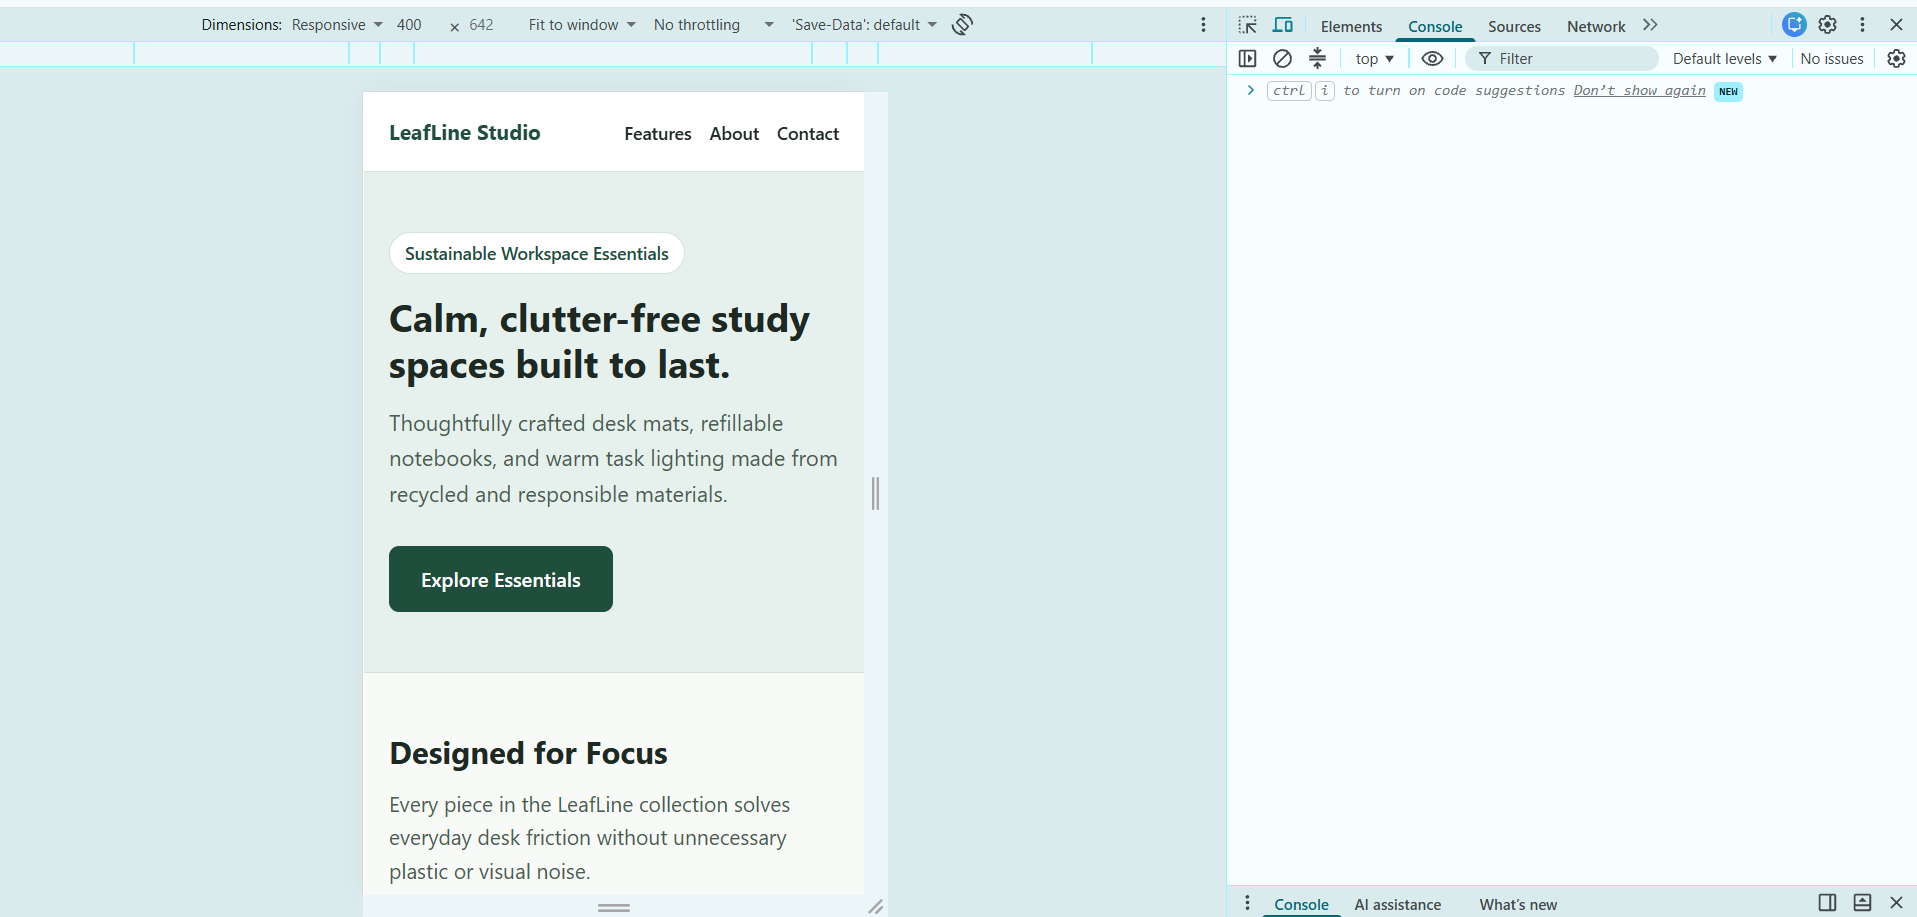 Dimensions: Responsive 400 × 642 Fit to window No throttling 'Save-Data': default
Elements Console Sources Network
top Filter Default levels No issues
ctrl i to turn on code suggestions Don't show again NEW
LeafLine Studio Features About Contact
Sustainable Workspace Essentials
Calm, clutter-free study
spaces built to last.
Thoughtfully crafted desk mats, refillable
notebooks, and warm task lighting made from
recycled and responsible materials.
Explore Essentials
Designed for Focus
Every piece in the LeafLine collection solves
everyday desk friction without unnecessary
plastic or visual noise.
Console AI assistance What's new